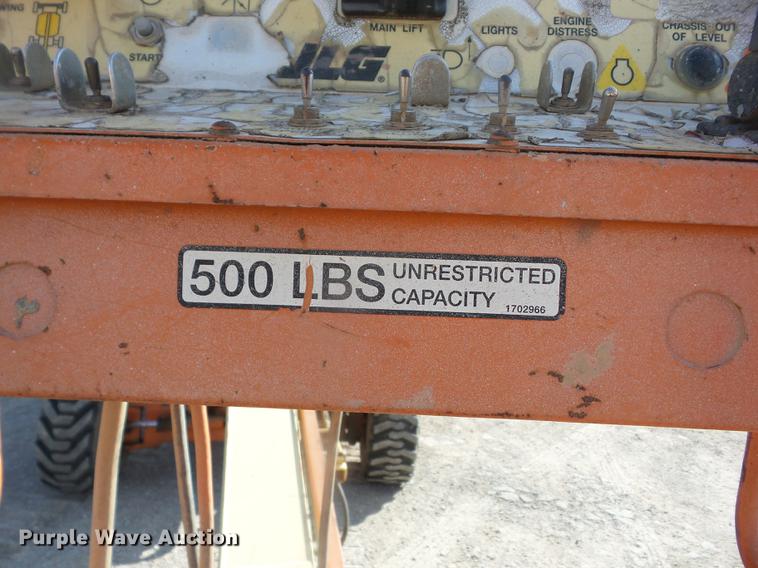 WING
START
MAIN LIFT
JLG
LIGHTS
ENGINE
DISTRESS
CHASSIS OUT
OF LEVEL
500 LBS UNRESTRICTED
CAPACITY
1702966
Purple Wave Auction